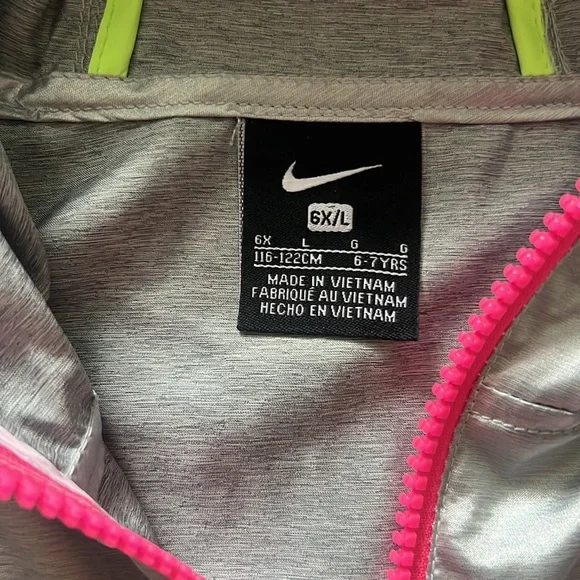 6X/L
6X L G G
116-122CM 6-7YRS
MADE IN VIETNAM
FABRIQUÉ AU VIETNAM
HECHO EN VIETNAM